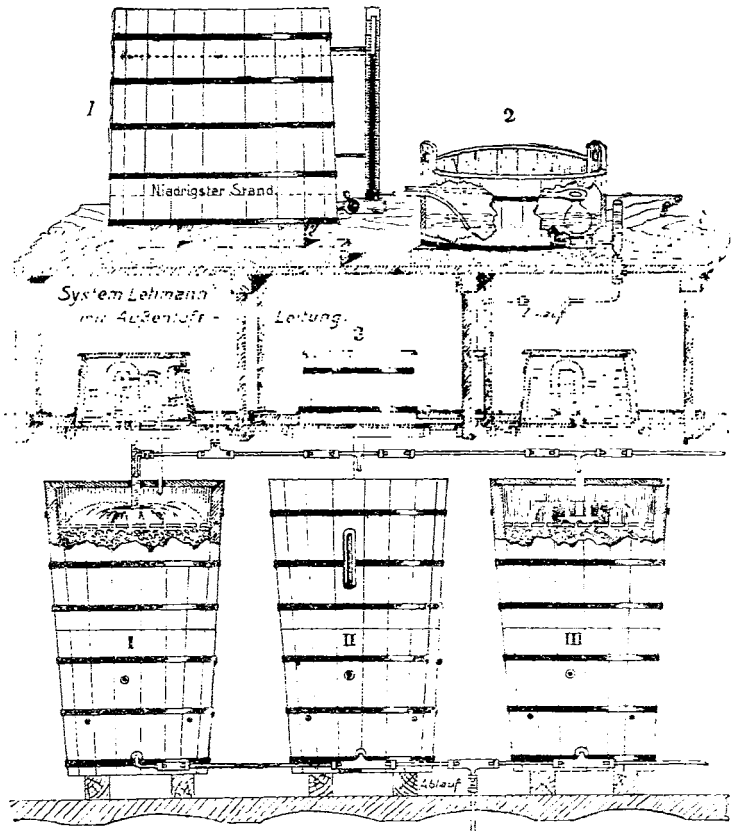 1
2
Niedrigster Stand
System Lehmann
mit Außenluft-
Leitung.
Zulauf
3
I
II
III
Ablauf